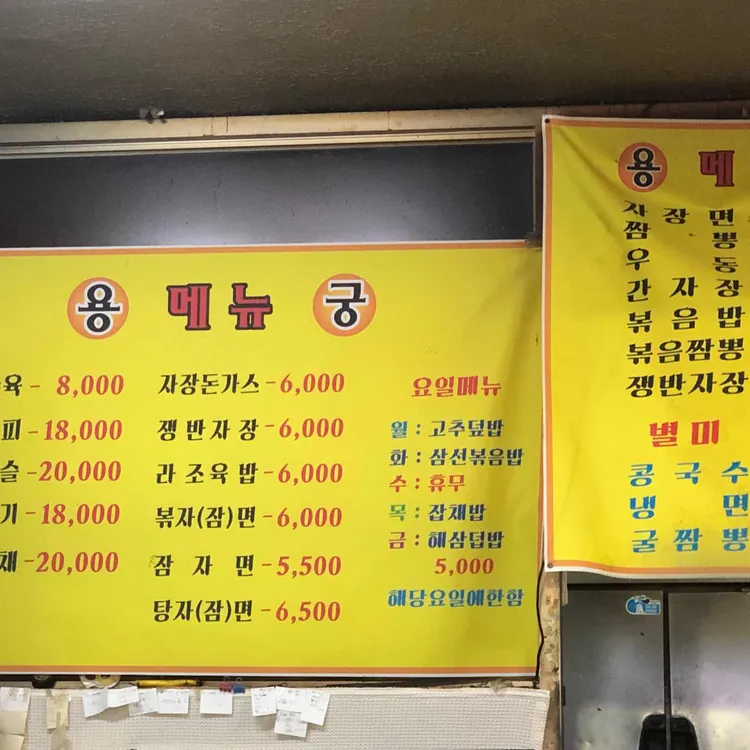 용 메뉴 궁
육 - 8,000
피 - 18,000
슬 - 20,000
기 - 18,000
채 - 20,000
자장돈가스 - 6,000
쟁반자장 - 6,000
라조육밥 - 6,000
볶자(잠)면 - 6,000
잠자면 - 5,500
탕자(잠)면 - 6,500
요일메뉴
월 : 고추덮밥
화 : 삼선볶음밥
수 : 휴무
목 : 잡채밥
금 : 해삼덥밥
5,000
해당요일에한함
용 메
자장면
짬뽕
우동
간자장
볶음밥
볶음짬뽕
쟁반자장
별미
콩국수
냉면
굴짬뽕